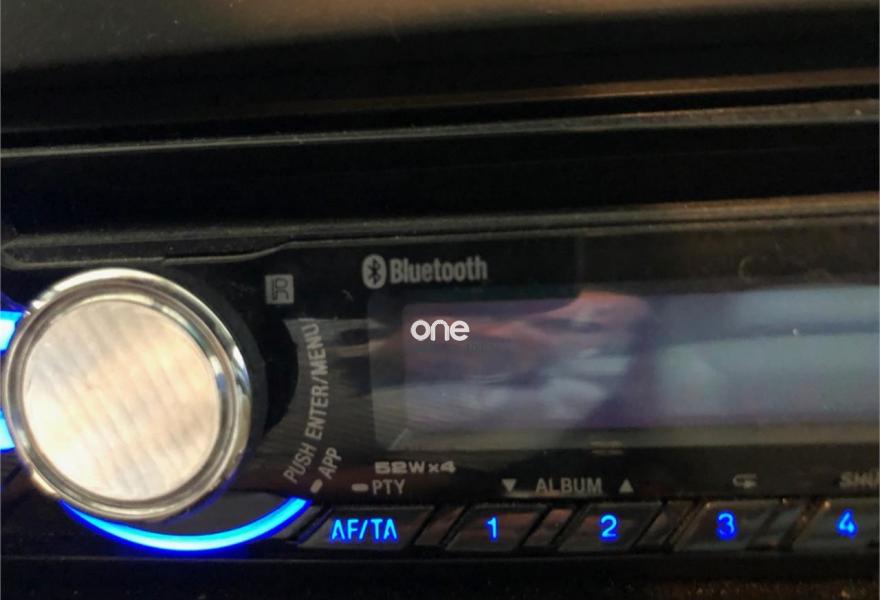 Bluetooth
R
one
PUSH ENTER/MENU
APP
52W×4
PTY
▼ ALBUM ▲
AF/TA
1
2
3
4